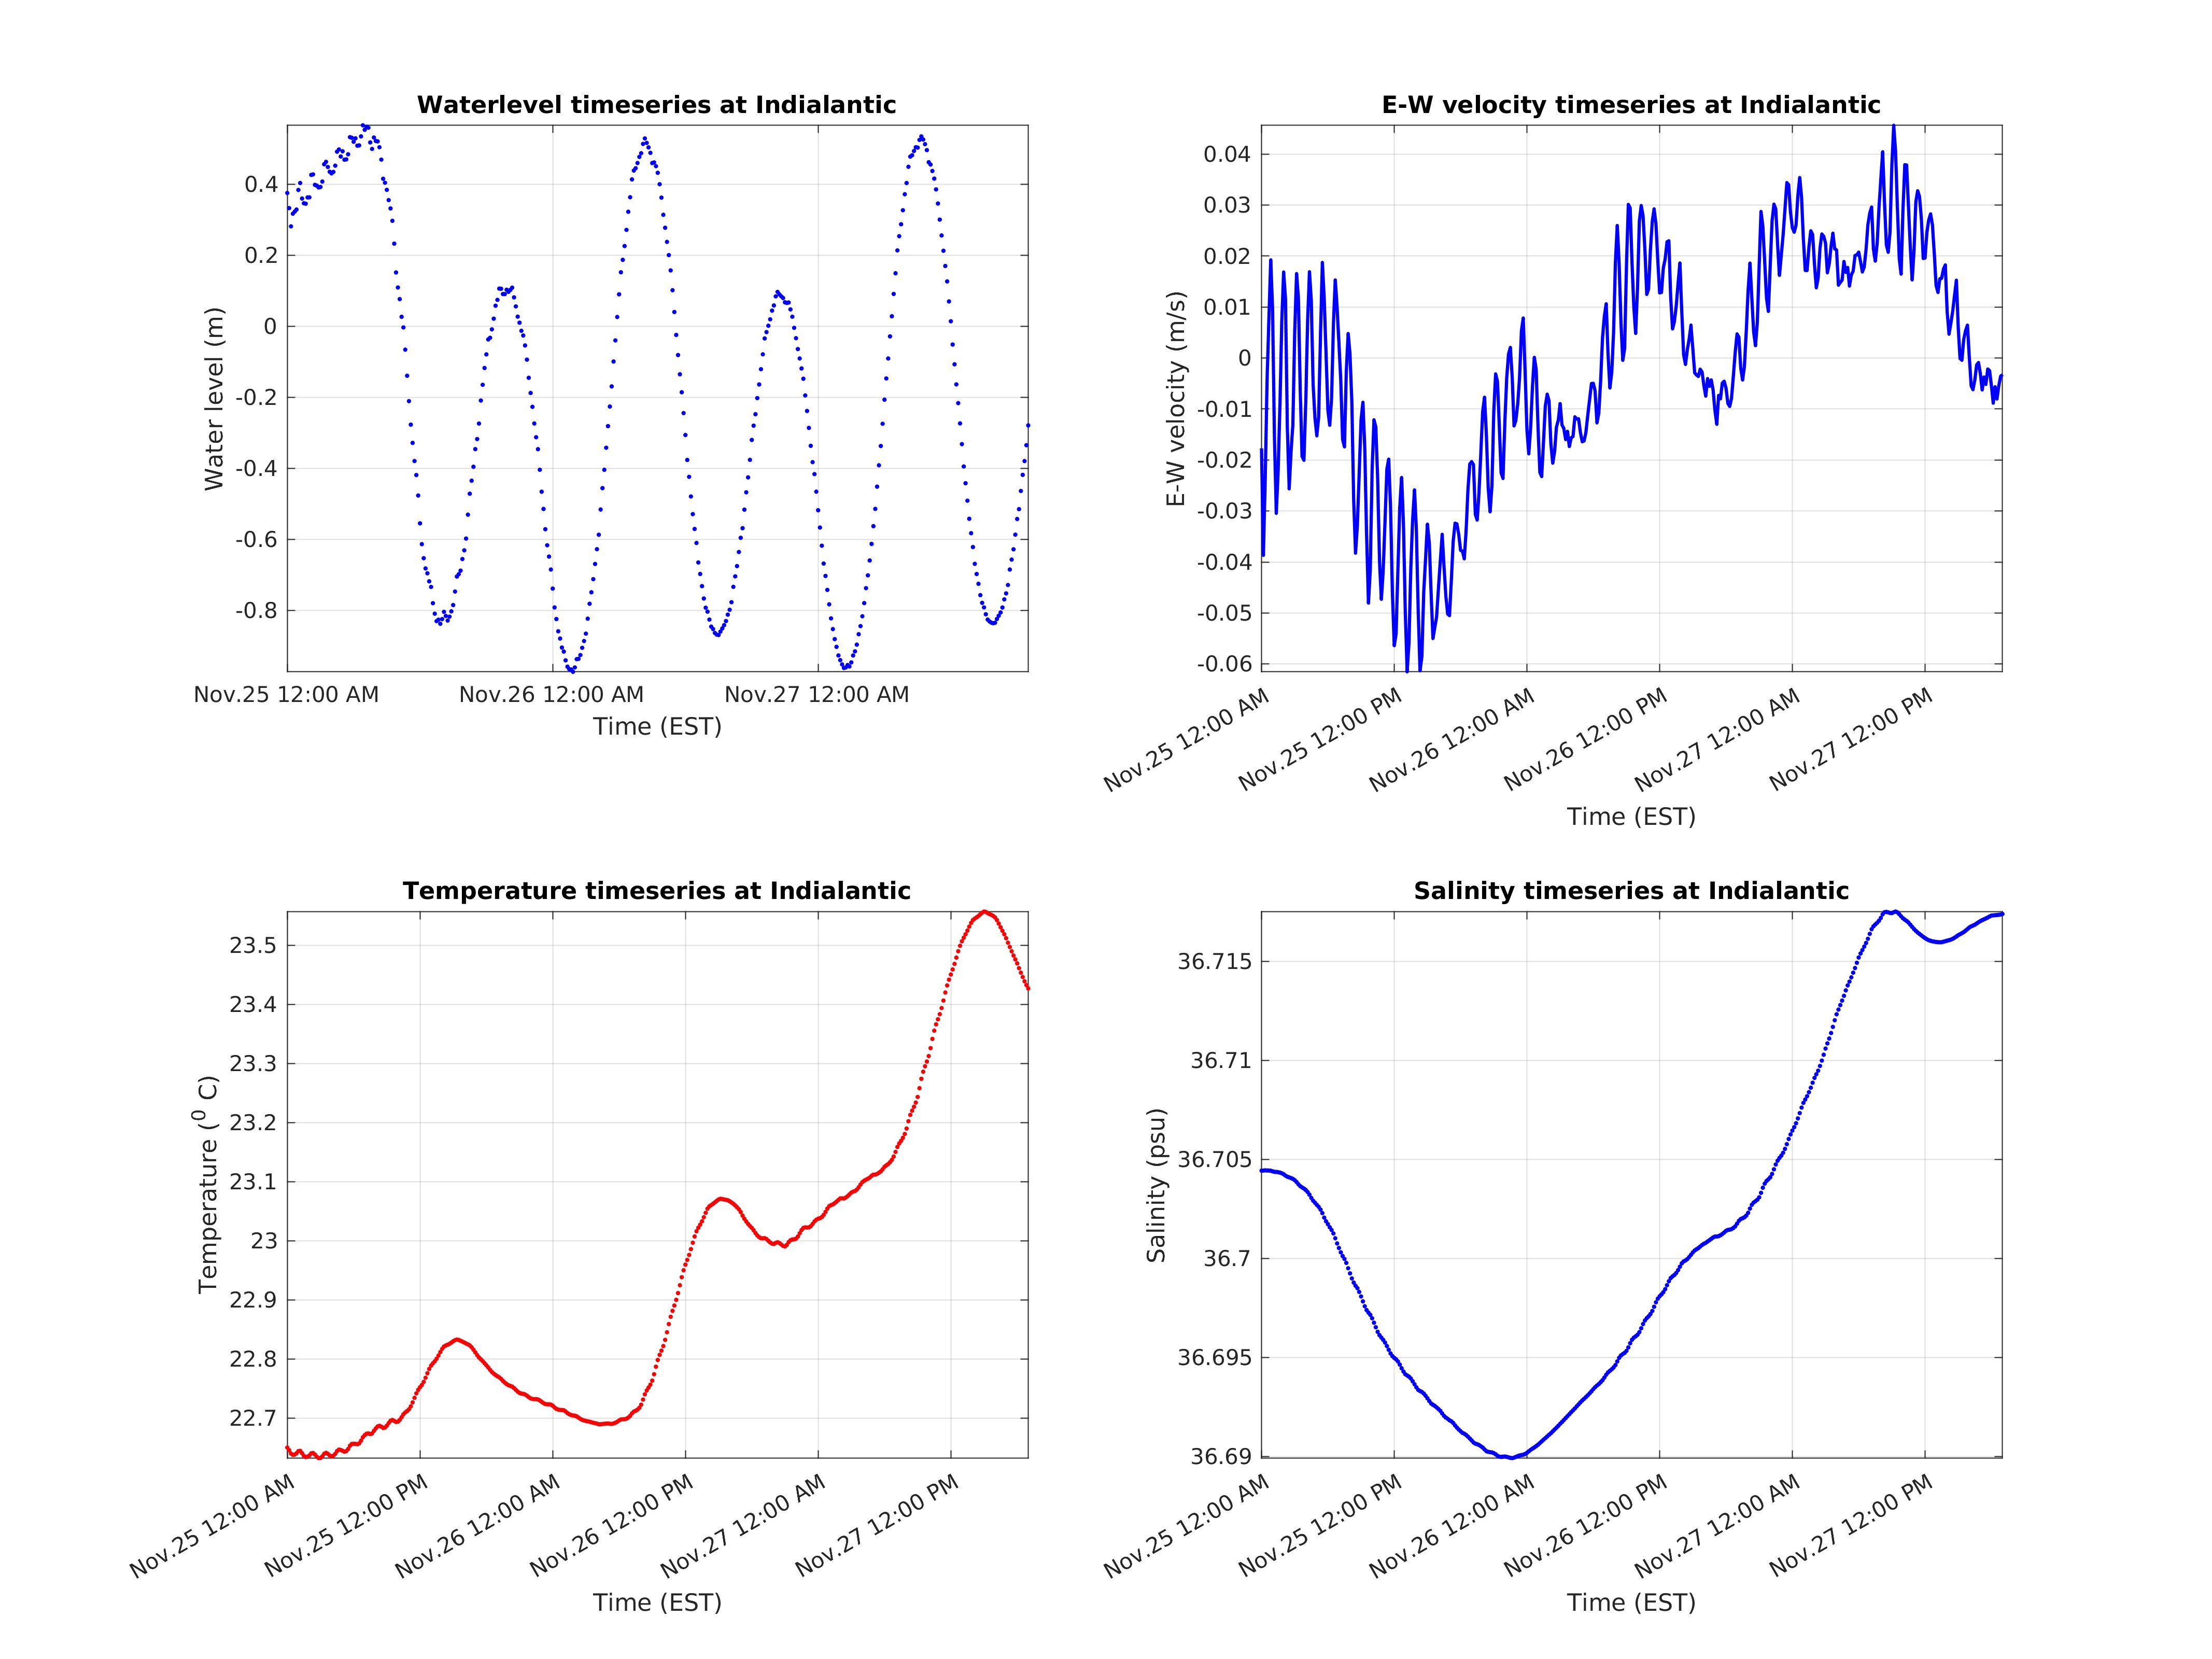 Waterlevel timeseries at Indialantic
Water level (m)
0.4
0.2
0
-0.2
-0.4
-0.6
-0.8
Nov.25 12:00 AM
Nov.26 12:00 AM
Nov.27 12:00 AM
Time (EST)
E-W velocity timeseries at Indialantic
E-W velocity (m/s)
0.04
0.03
0.02
0.01
0
-0.01
-0.02
-0.03
-0.04
-0.05
-0.06
Nov.25 12:00 AM
Nov.25 12:00 PM
Nov.26 12:00 AM
Nov.26 12:00 PM
Nov.27 12:00 AM
Nov.27 12:00 PM
Time (EST)
Temperature timeseries at Indialantic
Temperature (⁰ C)
23.5
23.4
23.3
23.2
23.1
23
22.9
22.8
22.7
Nov.25 12:00 AM
Nov.25 12:00 PM
Nov.26 12:00 AM
Nov.26 12:00 PM
Nov.27 12:00 AM
Nov.27 12:00 PM
Time (EST)
Salinity timeseries at Indialantic
Salinity (psu)
36.715
36.71
36.705
36.7
36.695
36.69
Nov.25 12:00 AM
Nov.25 12:00 PM
Nov.26 12:00 AM
Nov.26 12:00 PM
Nov.27 12:00 AM
Nov.27 12:00 PM
Time (EST)